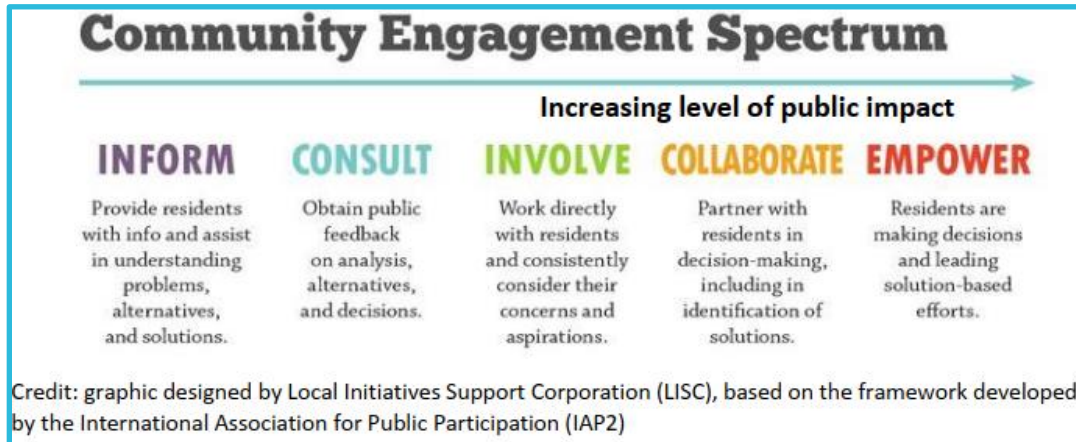 Community Engagement Spectrum
Increasing level of public impact
INFORM
Provide residents
with info and assist
in understanding
problems,
alternatives,
and solutions.
CONSULT
Obtain public
feedback
on analysis,
alternatives,
and decisions.
INVOLVE
Work directly
with residents
and consistently
consider their
concerns and
aspirations.
COLLABORATE
Partner with
residents in
decision-making,
including in
identification of
solutions.
EMPOWER
Residents are
making decisions
and leading
solution-based
efforts.
Credit: graphic designed by Local Initiatives Support Corporation (LISC), based on the framework developed
by the International Association for Public Participation (IAP2)